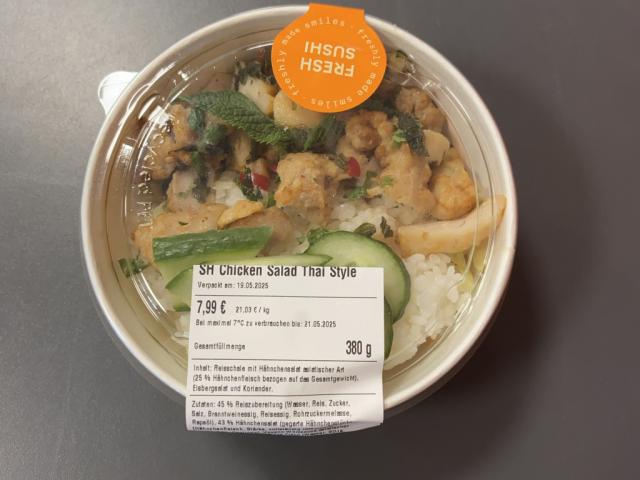 freshly made smiles · freshly made smiles ·
FRESH
SUSHI
SH Chicken Salad Thai Style
Verpackt am: 19.05.2025
7,99 € 21,03 € / kg
Bei maximal 7°C zu verbrauchen bis: 21.05.2025
Gesamtfüllmenge 380 g
Inhalt: Reisschale mit Hähnchensalat asiatischer Art
(25 % Hähnchenfleisch bezogen auf das Gesamtgewicht),
Eisbergsalat und Koriander.
Zutaten: 45 % Reiszubereitung (Wasser, Reis, Zucker,
Salz, Branntweinessig, Reisessig, Rohrzuckermelasse,
Rapsöl), 43 % Hähnchensalat (gegarte